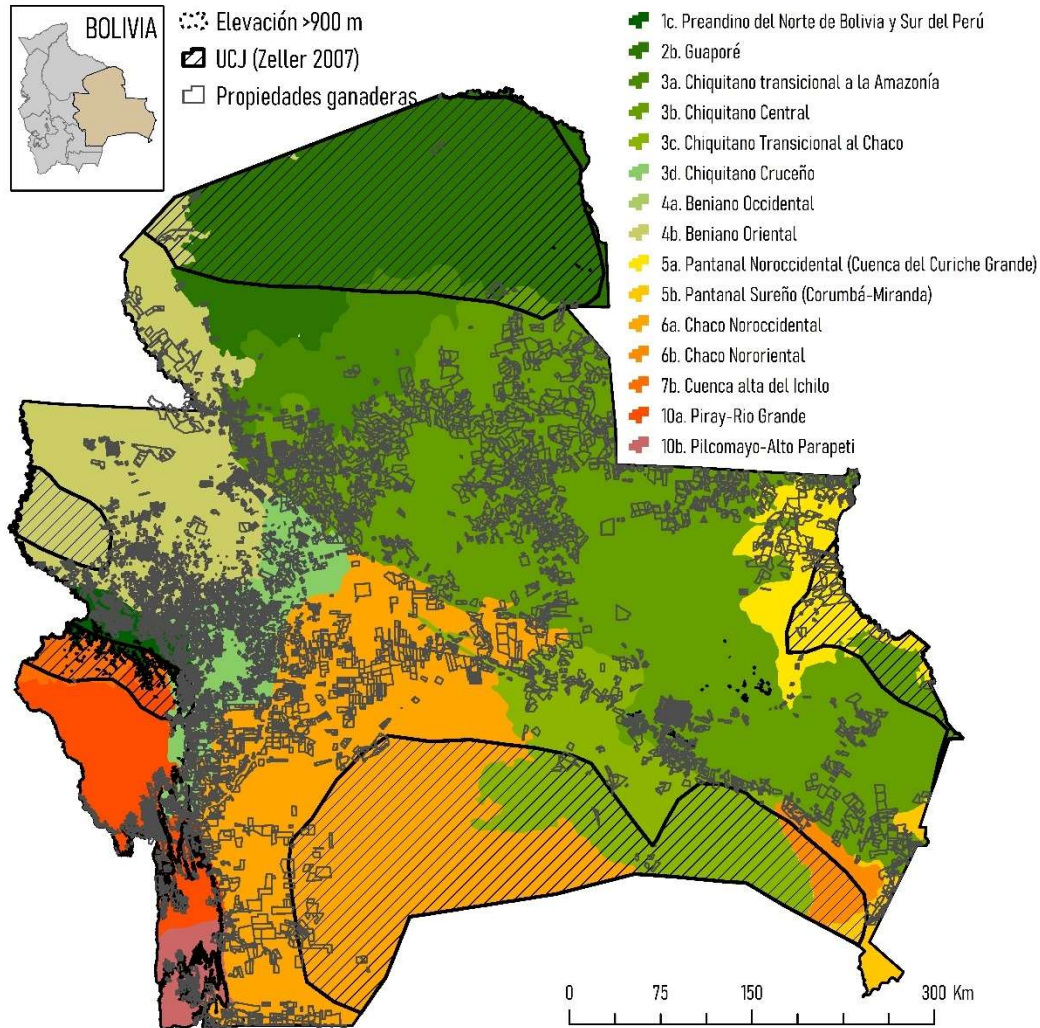 BOLIVIA
Elevación >900 m
UCJ (Zeller 2007)
Propiedades ganaderas
1c. Preandino del Norte de Bolivia y Sur del Perú
2b. Guaporé
3a. Chiquitano transicional a la Amazonía
3b. Chiquitano Central
3c. Chiquitano Transicional al Chaco
3d. Chiquitano Cruceño
4a. Beniano Occidental
4b. Beniano Oriental
5a. Pantanal Noroccidental (Cuenca del Curiche Grande)
5b. Pantanal Sureño (Corumbá-Miranda)
6a. Chaco Noroccidental
6b. Chaco Nororiental
7b. Cuenca alta del Ichilo
10a. Piray-Rio Grande
10b. Pilcomayo-Alto Parapeti
0 75 150 300 Km